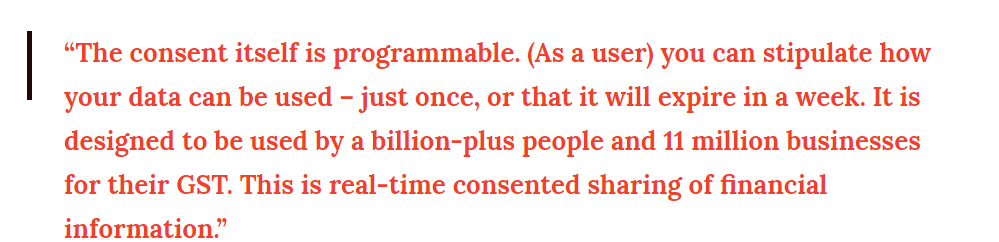 “The consent itself is programmable. (As a user) you can stipulate how
your data can be used – just once, or that it will expire in a week. It is
designed to be used by a billion-plus people and 11 million businesses
for their GST. This is real-time consented sharing of financial
information.”